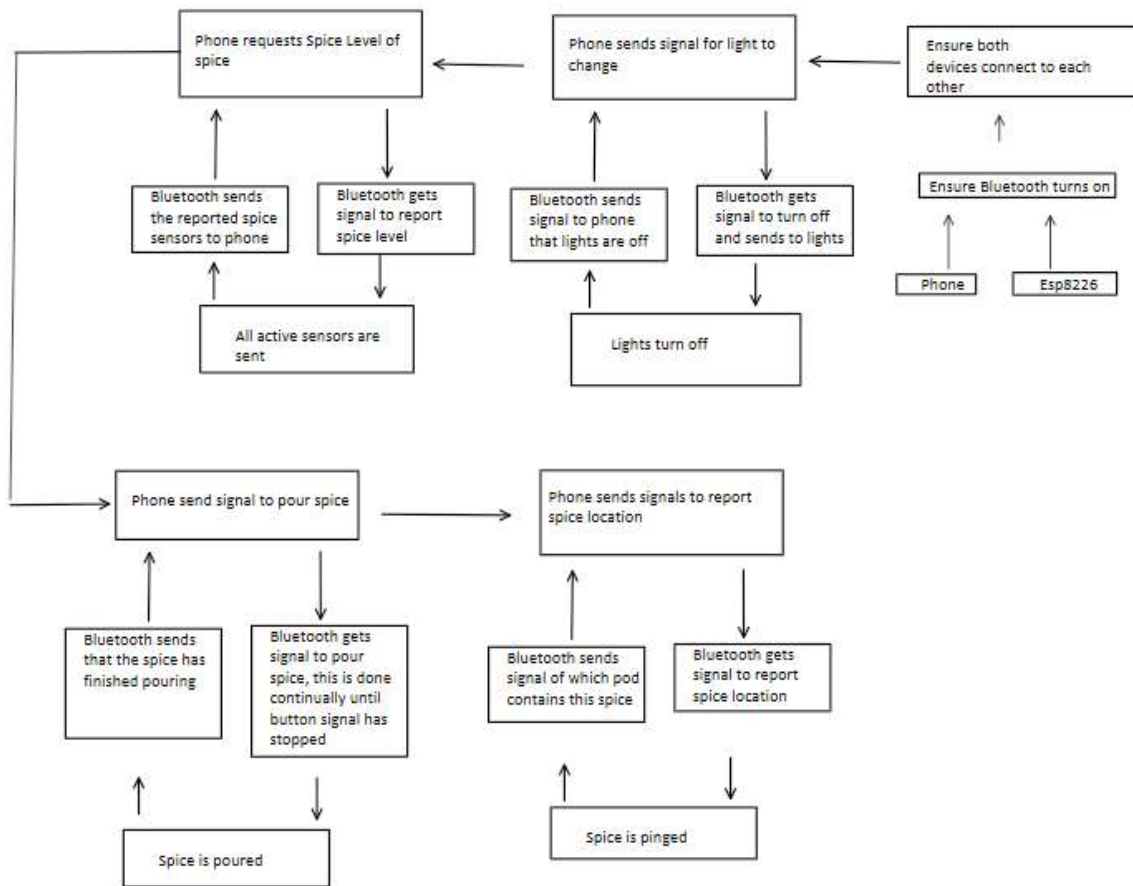 Phone requests Spice Level of
spice
Phone sends signal for light to
change
Ensure both
devices connect to each
other
Bluetooth sends
the reported spice
sensors to phone
Bluetooth gets
signal to report
spice level
Bluetooth sends
signal to phone
that lights are off
Bluetooth gets
signal to turn off
and sends to lights
Ensure Bluetooth turns on
Phone
Esp8226
All active sensors are
sent
Lights turn off
Phone send signal to pour spice
Phone sends signals to report
spice location
Bluetooth sends
that the spice has
finished pouring
Bluetooth gets
signal to pour
spice, this is done
continually until
button signal has
stopped
Bluetooth sends
signal of which pod
contains this spice
Bluetooth gets
signal to report
spice location
Spice is poured
Spice is pinged